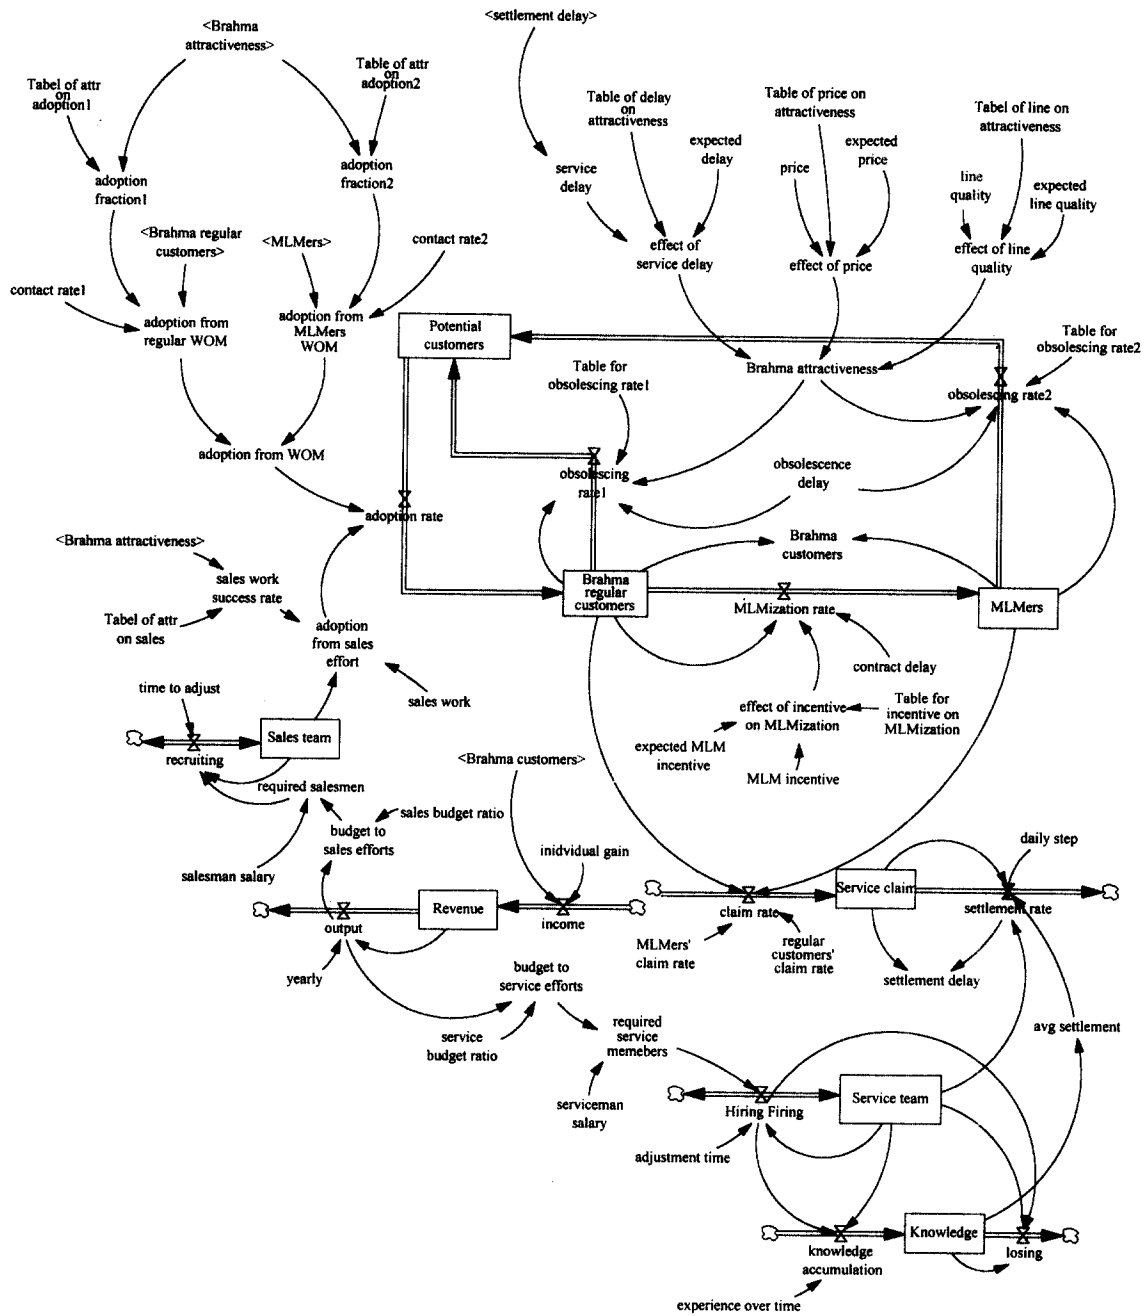 <Brahma
attractiveness>
<settlement delay>
Tabel of attr
on
adoption1
Table of attr
on
adoption2
Table of delay
on
attractiveness
Table of price on
attractiveness
Tabel of line on
attractiveness
expected
delay
expected
price
adoption
fraction1
adoption
fraction2
service
delay
price
line
quality
expected
line quality
<Brahma regular
customers>
<MLMers>
contact rate2
effect of
service delay
effect of price
effect of line
quality
contact rate1
adoption from
regular WOM
adoption from
MLMers
WOM
Potential
customers
Table for
obsolescing rate2
Table for
obsolescing rate1
Brahma attractiveness
obsolescing rate2
adoption from WOM
obsolescing
rate1
obsolescence
delay
adoption rate
<Brahma attractiveness>
Brahma
customers
sales work
success rate
Brahma
regular
customers
MLMization rate
MLMers
Tabel of attr
on sales
adoption
from sales
effort
contract delay
time to adjust
sales work
effect of incentive
on MLMization
Table for
incentive on
MLMization
Sales team
recruiting
expected MLM
incentive
<Brahma customers>
MLM incentive
required salesmen
sales budget ratio
budget to
sales efforts
daily step
inidvidual gain
salesman salary
Service claim
Revenue
claim rate
settlement rate
output
income
MLMers'
claim rate
regular
customers'
claim rate
yearly
budget to
service efforts
settlement delay
service
budget ratio
required
service
memebers
avg settlement
serviceman
salary
Hiring Firing
Service team
adjustment time
Knowledge
knowledge
accumulation
losing
experience over time